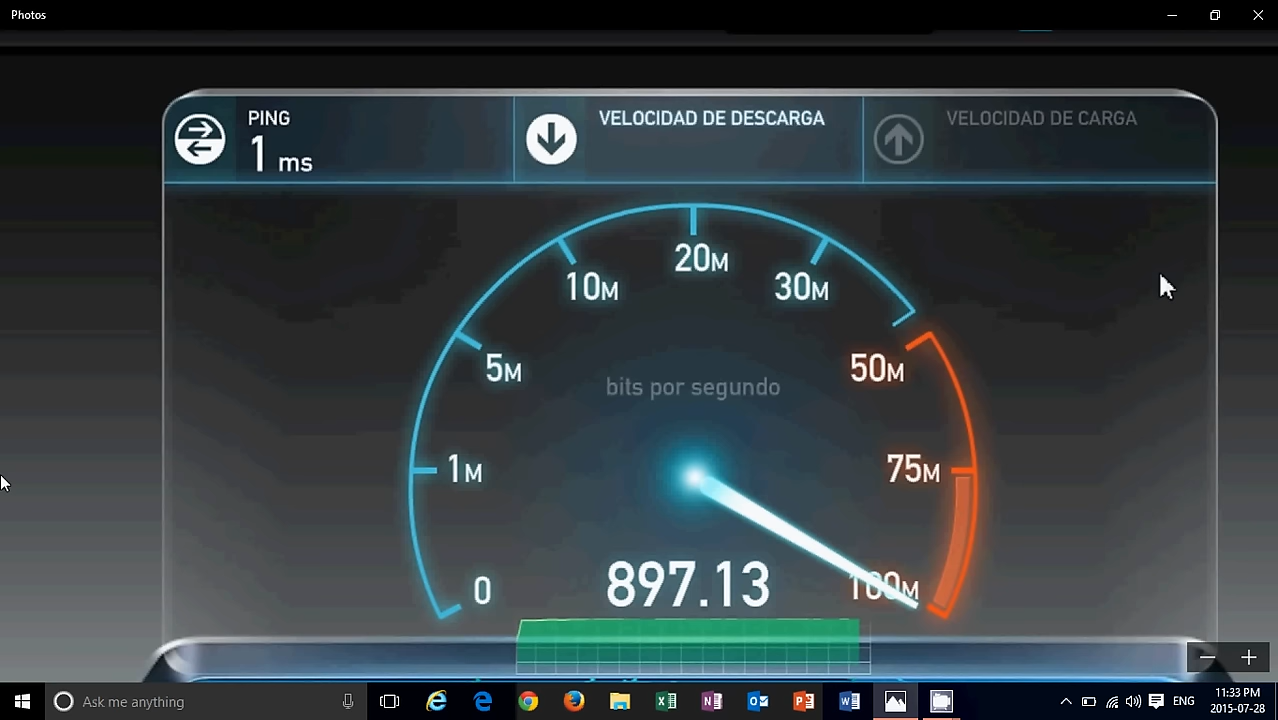 Photos
PING
1 ms
VELOCIDAD DE DESCARGA
VELOCIDAD DE CARGA
20M
10M
30M
5M
50M
bits por segundo
1M
75M
0
897.13
100M
Ask me anything
ENG
11:33 PM
2015-07-28